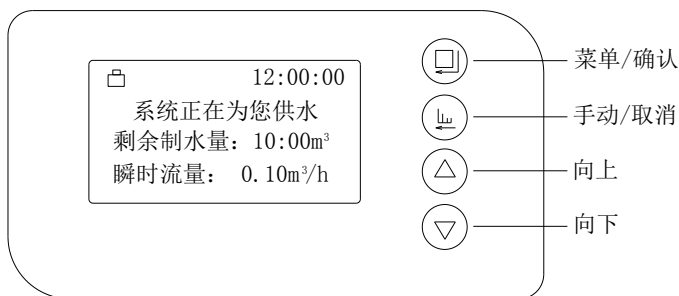 12:00:00
系统正在为您供水
剩余制水量：10:00m³
瞬时流量： 0.10m³/h
菜单/确认
手动/取消
向上
向下